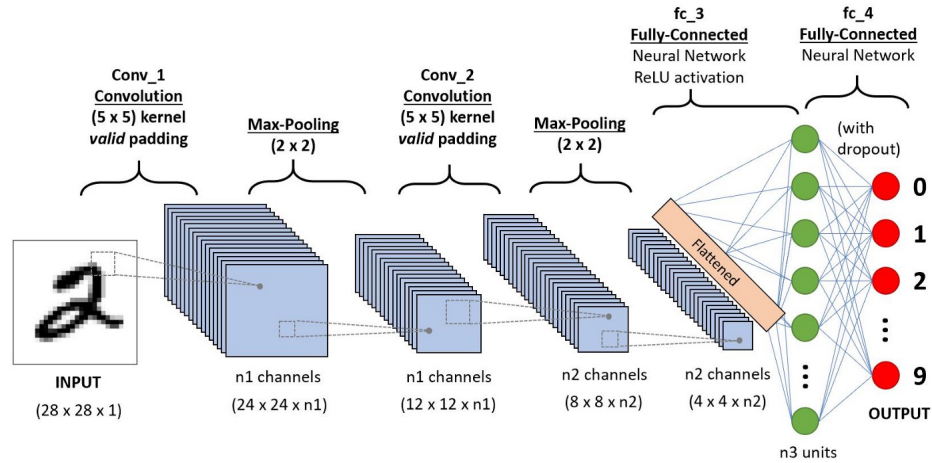 fc_3
Fully-Connected
Neural Network
ReLU activation
fc_4
Fully-Connected
Neural Network
Conv_1
Convolution
(5 x 5) kernel
valid padding
Max-Pooling
(2 x 2)
Conv_2
Convolution
(5 x 5) kernel
valid padding
Max-Pooling
(2 x 2)
(with
dropout)
2
Flattened
0
1
2
9
INPUT
(28 x 28 x 1)
n1 channels
(24 x 24 x n1)
n1 channels
(12 x 12 x n1)
n2 channels
(8 x 8 x n2)
n2 channels
(4 x 4 x n2)
OUTPUT
n3 units